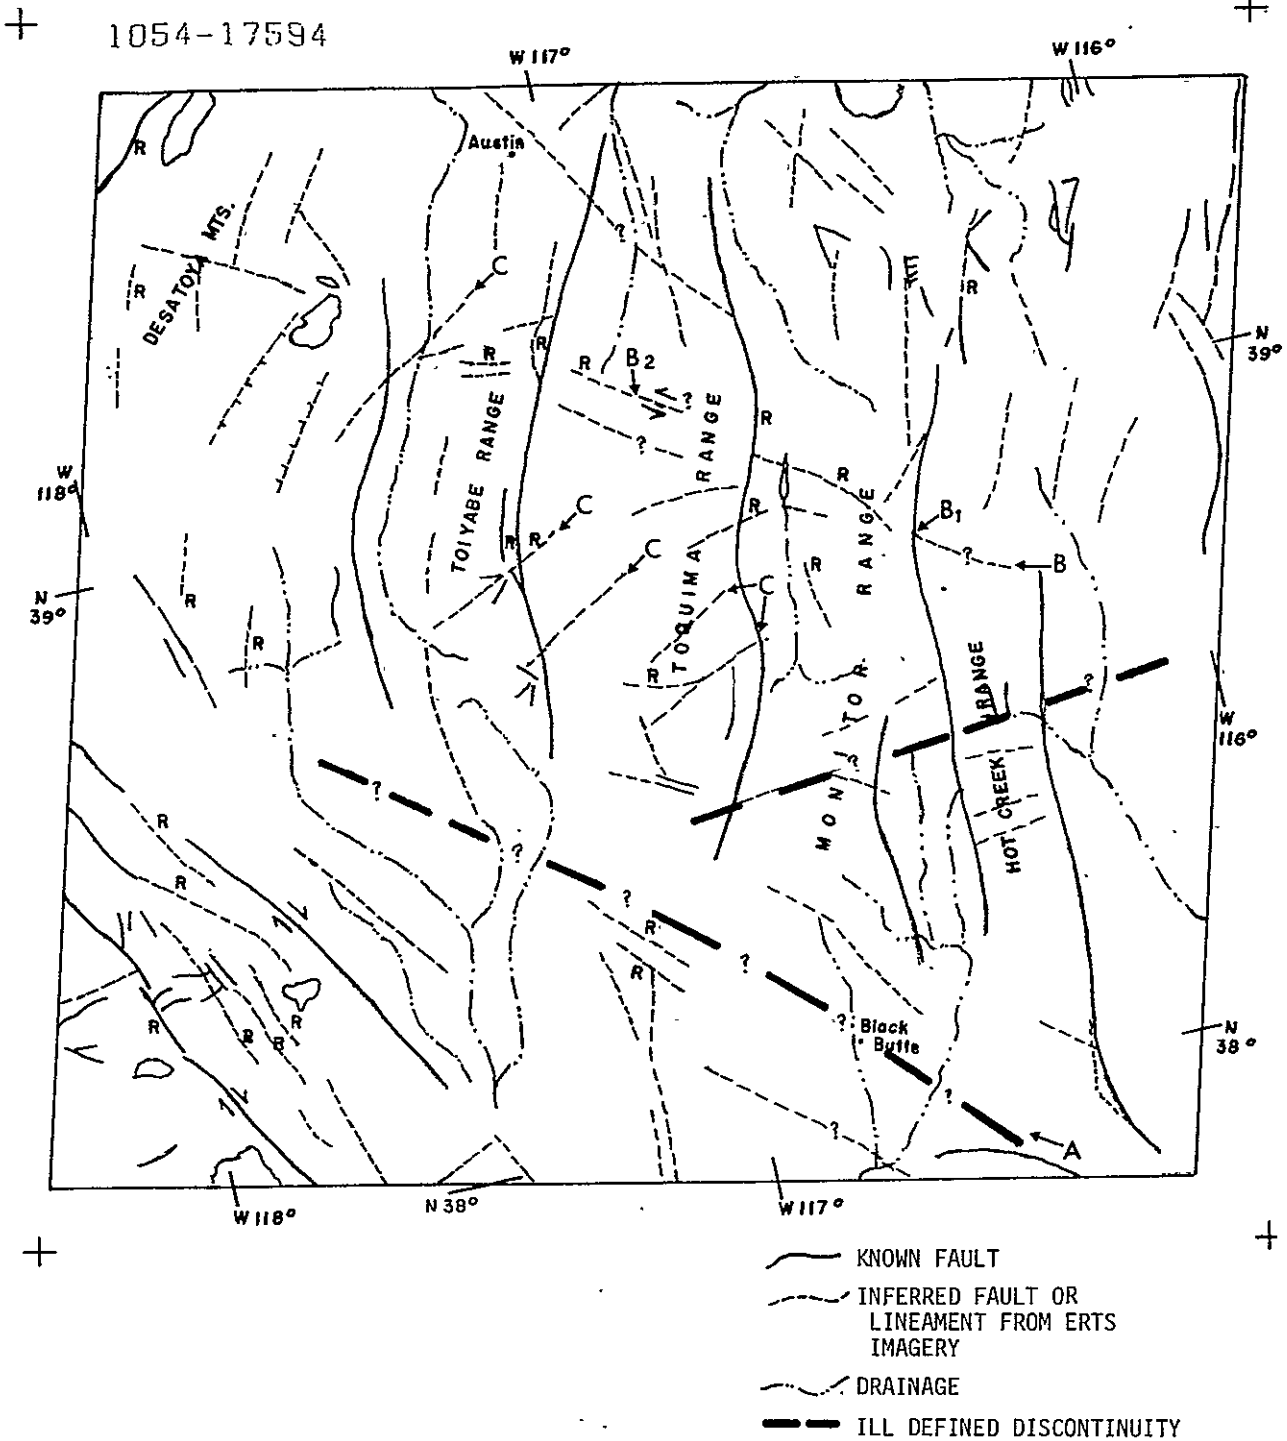 1054-17594
W 117°
W 116°
R
Austin
DESATOYA MTS.
?
C
R
R
N
39°
R
R
R
B2
?
R
TOIYABE RANGE
TOQUIMA RANGE
?
R
W
118°
R
C
R
B1
R R
C
MONITOR RANGE
?
B
R
C
N
39°
R
R
R
HOT CREEK RANGE
?
W
116°
?
?
R
?
R
?
R
?
R
?
Black
Butte
R
R
R
B
N
38°
?
?
A
W 118°
N 38°
W 117°
KNOWN FAULT
INFERRED FAULT OR
LINEAMENT FROM ERTS
IMAGERY
DRAINAGE
ILL DEFINED DISCONTINUITY